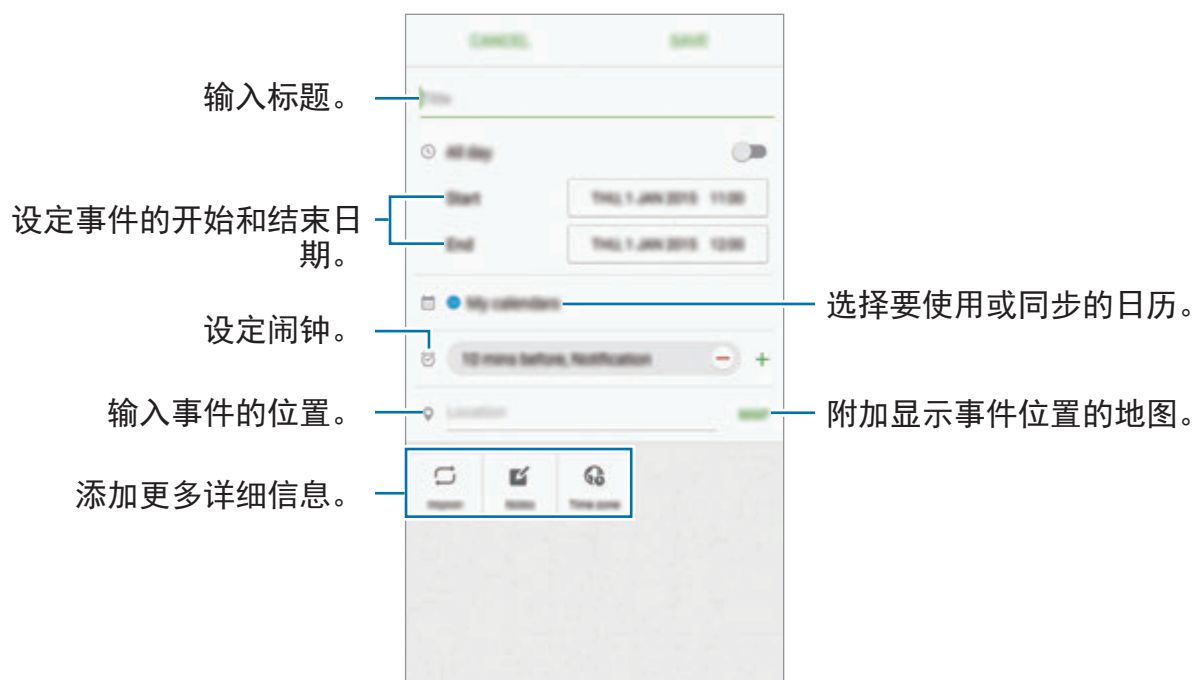 CANCEL
SAVE
输入标题。
Title
All day
设定事件的开始和结束日
期。
Start
THU, 1 JAN 2015 11:00
End
THU, 1 JAN 2015 12:00
My calendars
选择要使用或同步的日历。
设定闹钟。
10 mins before, Notification
输入事件的位置。
Location
MAP
附加显示事件位置的地图。
添加更多详细信息。
Notes
Time zone